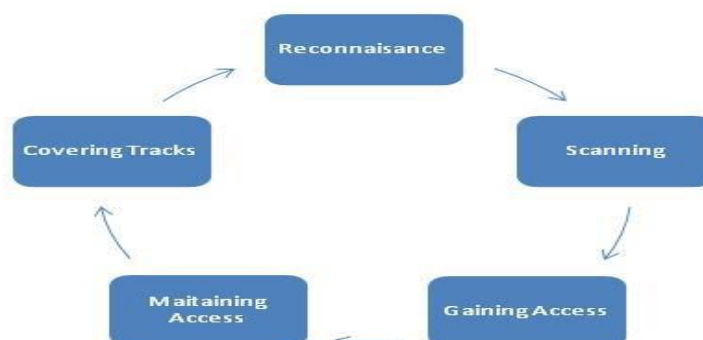 Reconnaisance
Scanning
Gaining Access
Maitaining
Access
Covering Tracks